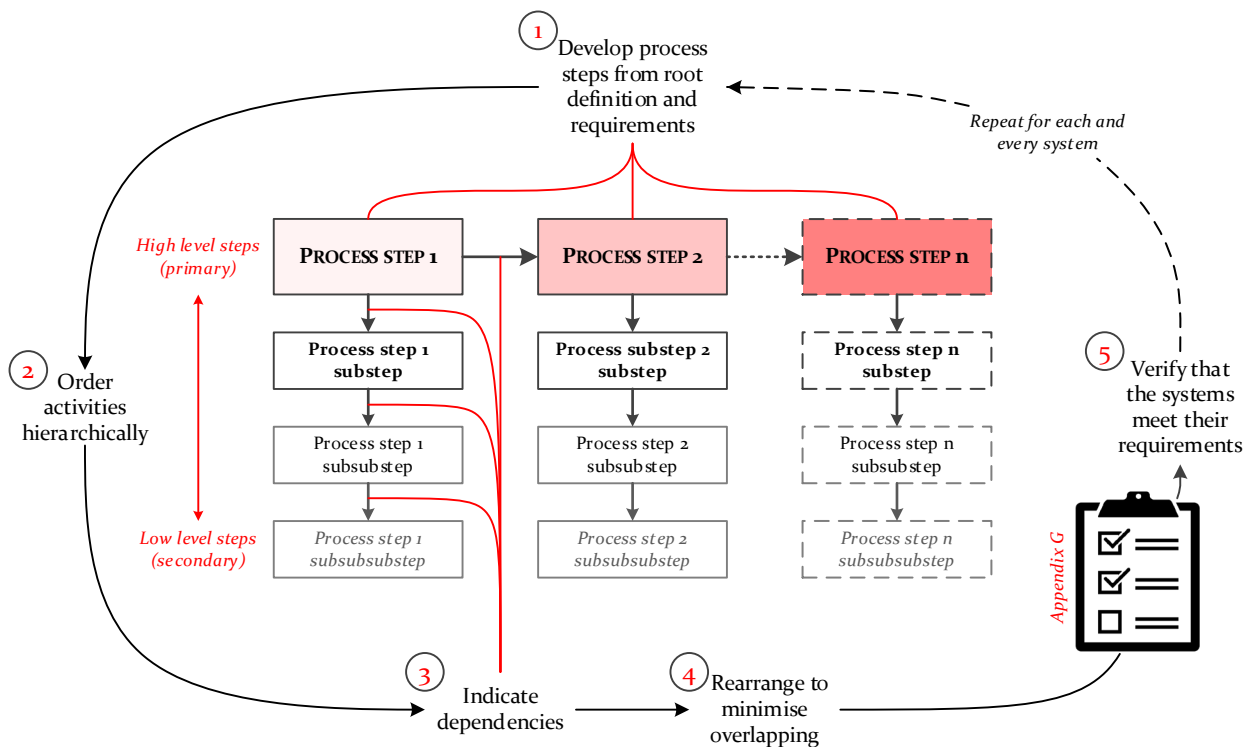 1
Develop process
steps from root
definition and
requirements
Repeat for each and
every system
High level steps
(primary)
PROCESS STEP 1
PROCESS STEP 2
PROCESS STEP n
Process step 1
substep
Process substep 2
substep
Process step n
substep
2
Order
activities
hierarchically
5
Verify that
the systems
meet their
requirements
Process step 1
subsubstep
Process step 2
subsubstep
Process step n
subsubstep
Low level steps
(secondary)
Process step 1
subsubsubstep
Process step 2
subsubsubstep
Process step n
subsubsubstep
Appendix G
3
Indicate
dependencies
4
Rearrange to
minimise
overlapping